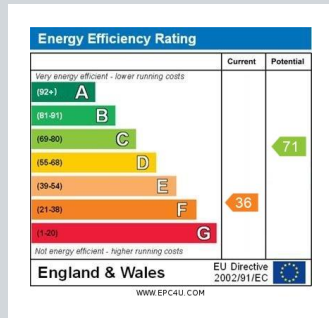 Energy Efficiency Rating
Current Potential
Very energy efficient - lower running costs
(92+) A
(81-91) B
(69-80) C
71
(55-68) D
(39-54) E
(21-38) F
36
(1-20) G
Not energy efficient - higher running costs
England & Wales
EU Directive
2002/91/EC
WWW.EPC4U.COM